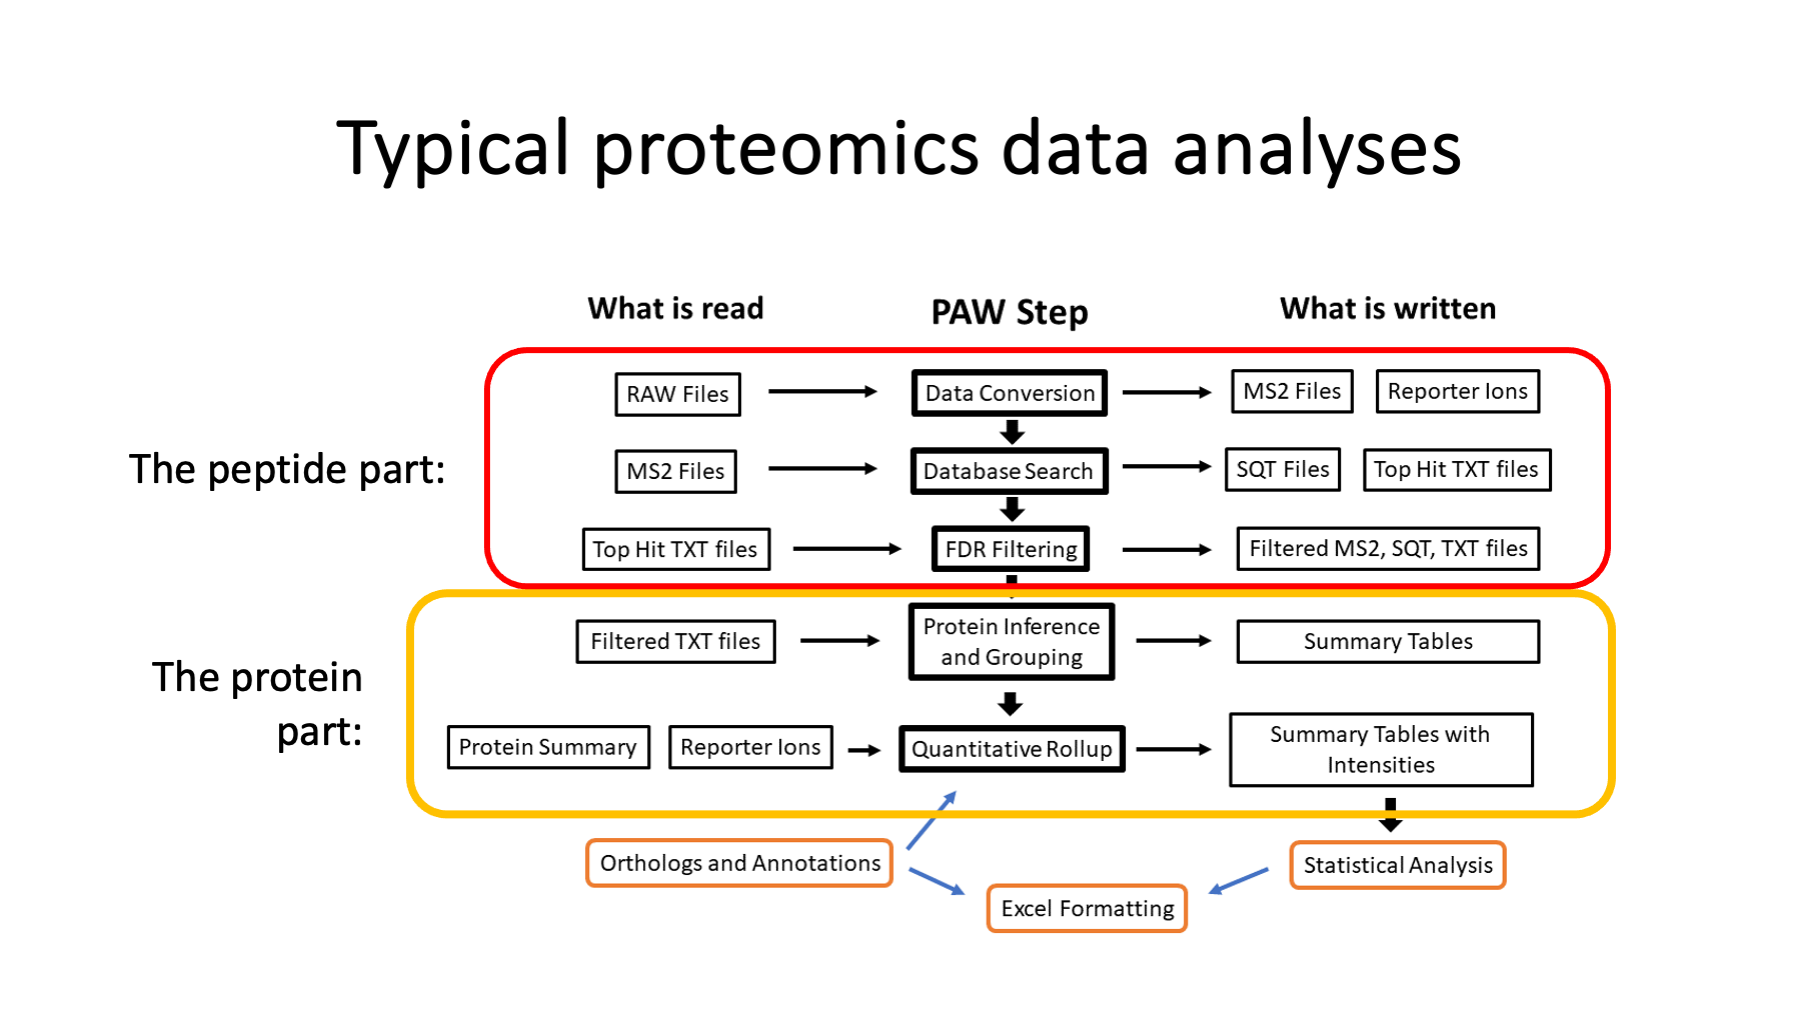 Typical proteomics data analyses
What is read
PAW Step
What is written
The peptide part:
RAW Files
Data Conversion
MS2 Files
Reporter Ions
MS2 Files
Database Search
SQT Files
Top Hit TXT files
Top Hit TXT files
FDR Filtering
Filtered MS2, SQT, TXT files
The protein
part:
Filtered TXT files
Protein Inference
and Grouping
Summary Tables
Protein Summary
Reporter Ions
Quantitative Rollup
Summary Tables with
Intensities
Orthologs and Annotations
Statistical Analysis
Excel Formatting